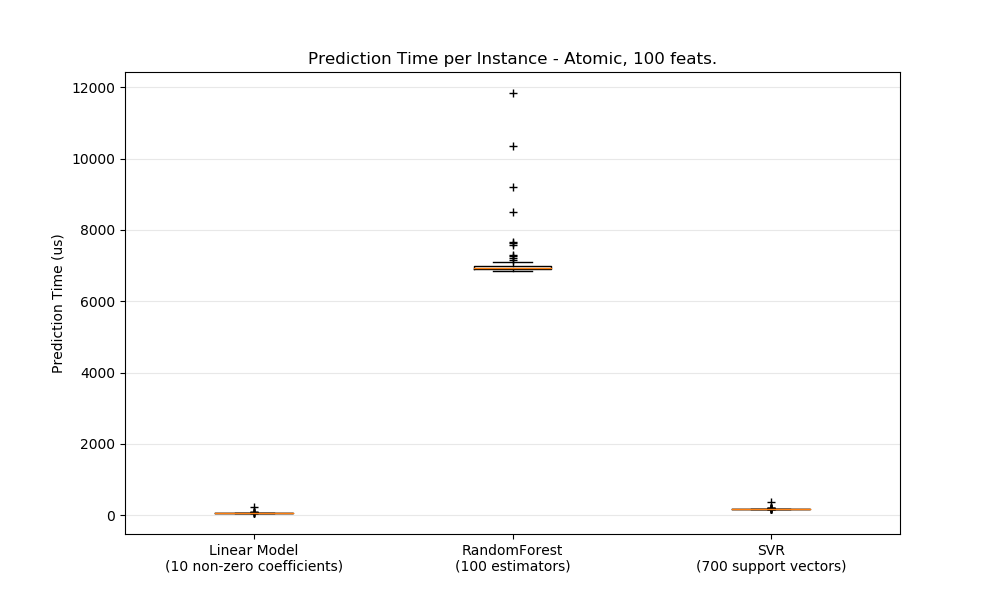 Prediction Time per Instance - Atomic, 100 feats.
Prediction Time (us)
12000
10000
8000
6000
4000
2000
0
Linear Model
(10 non-zero coefficients)
RandomForest
(100 estimators)
SVR
(700 support vectors)